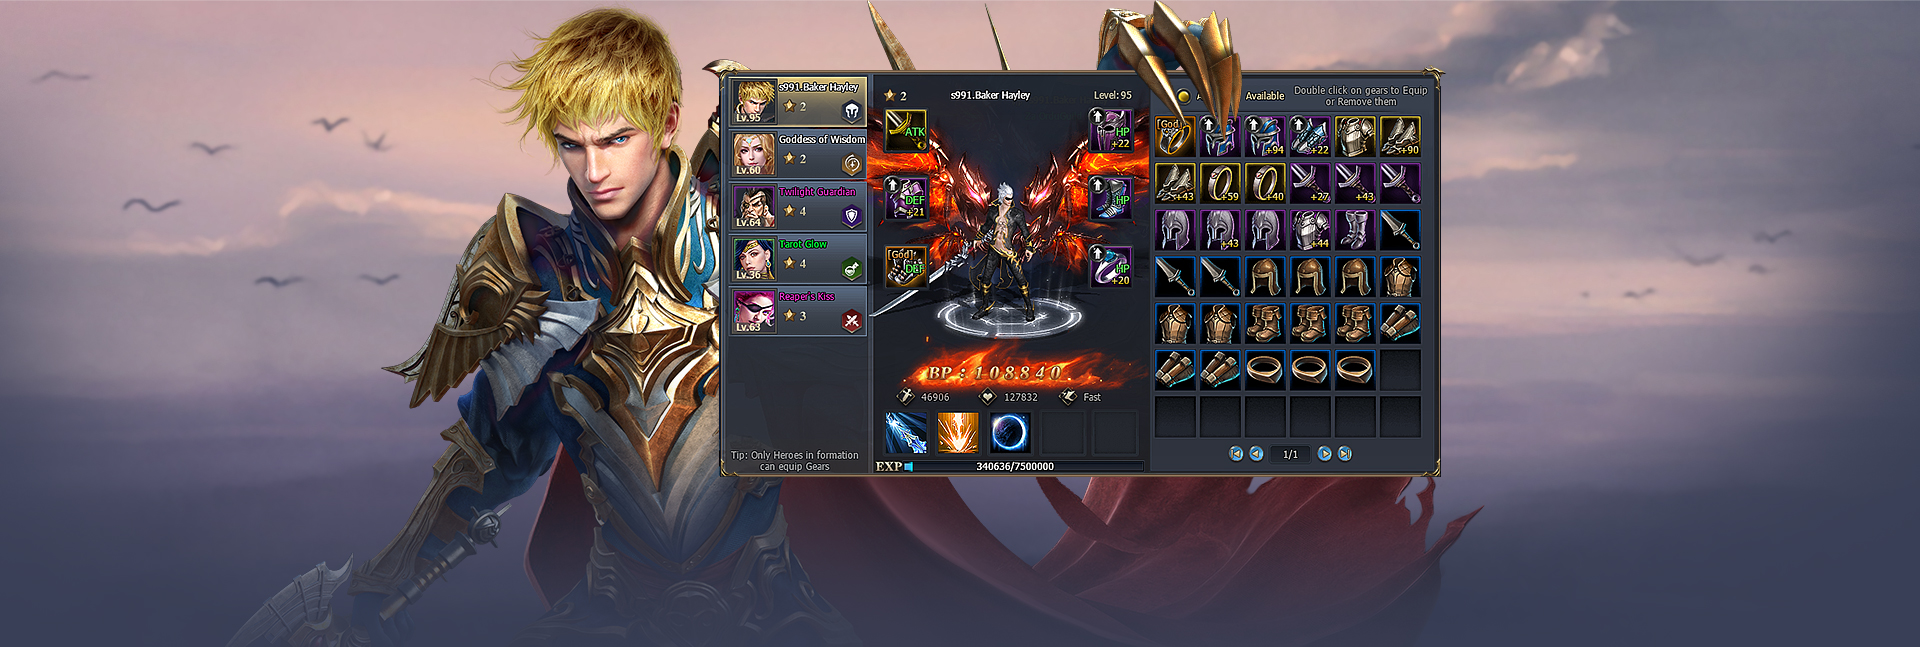 s991.Baker Hayley
2
Lv.95
Goddess of Wisdom
2
Lv.60
Twilight Guardian
4
Lv.64
Tarot Glow
4
Lv.36
Reaper's Kiss
3
Lv.63
Tip: Only Heroes in formation
can equip Gears
2
s991.Baker Hayley
Level: 95
ATK
HP
+22
DEF
+21
HP
[God]
DEF
HP
+20
BP : 108840
46906
127832
Fast
EXP
340636/7500000
Available
Double click on gears to Equip
or Remove them
[God]
+94
+22
+90
+43
+59
+40
+27
+43
+43
+44
1/1